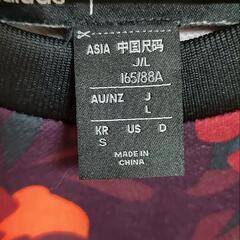 ASIA 中国尺码
J/L
165/88A
AU/NZ J
L
KR US D
S
MADE IN
CHINA